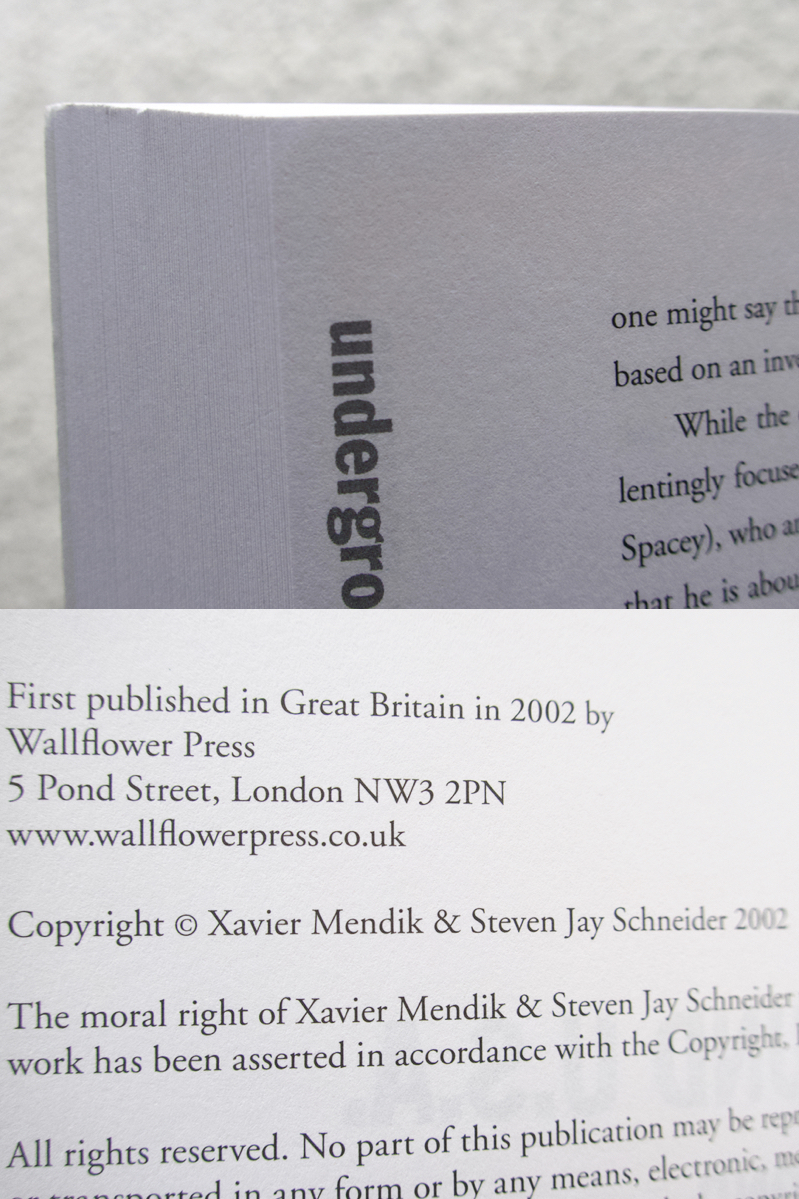 undergro
one might say th
based on an inv
While the
lentingly focuse
Spacey), who a
that he is abou
First published in Great Britain in 2002 by
Wallflower Press
5 Pond Street, London NW3 2PN
www.wallflowerpress.co.uk
Copyright © Xavier Mendik & Steven Jay Schneider 2002
The moral right of Xavier Mendik & Steven Jay Schneider
work has been asserted in accordance with the Copyright,
All rights reserved. No part of this publication may be repr
or transported in any form or by any means, electronic, me